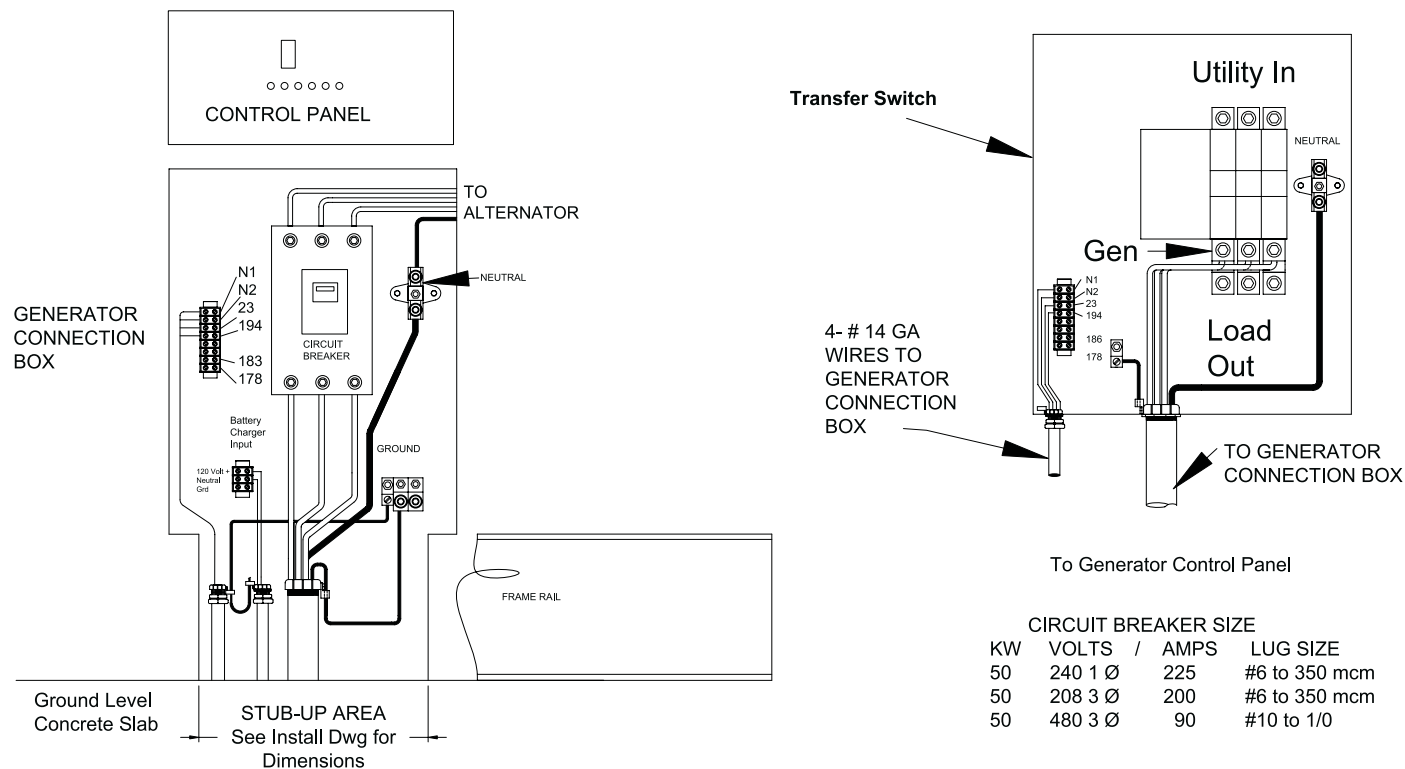 CONTROL PANEL
TO
ALTERNATOR
NEUTRAL
N1
N2
23
194
183
178
GENERATOR
CONNECTION
BOX
CIRCUIT
BREAKER
Battery
Charger
Input
120 Volt +
Neutral
Grd
GROUND
FRAME RAIL
Ground Level
Concrete Slab
STUB-UP AREA
See Install Dwg for
Dimensions
Transfer Switch
Utility In
NEUTRAL
Gen
N1
N2
23
194
186
178
Load
Out
4- # 14 GA
WIRES TO
GENERATOR
CONNECTION
BOX
TO GENERATOR
CONNECTION BOX
To Generator Control Panel
CIRCUIT BREAKER SIZE
KW VOLTS / AMPS LUG SIZE
50 240 1 Ø 225 #6 to 350 mcm
50 208 3 Ø 200 #6 to 350 mcm
50 480 3 Ø 90 #10 to 1/0